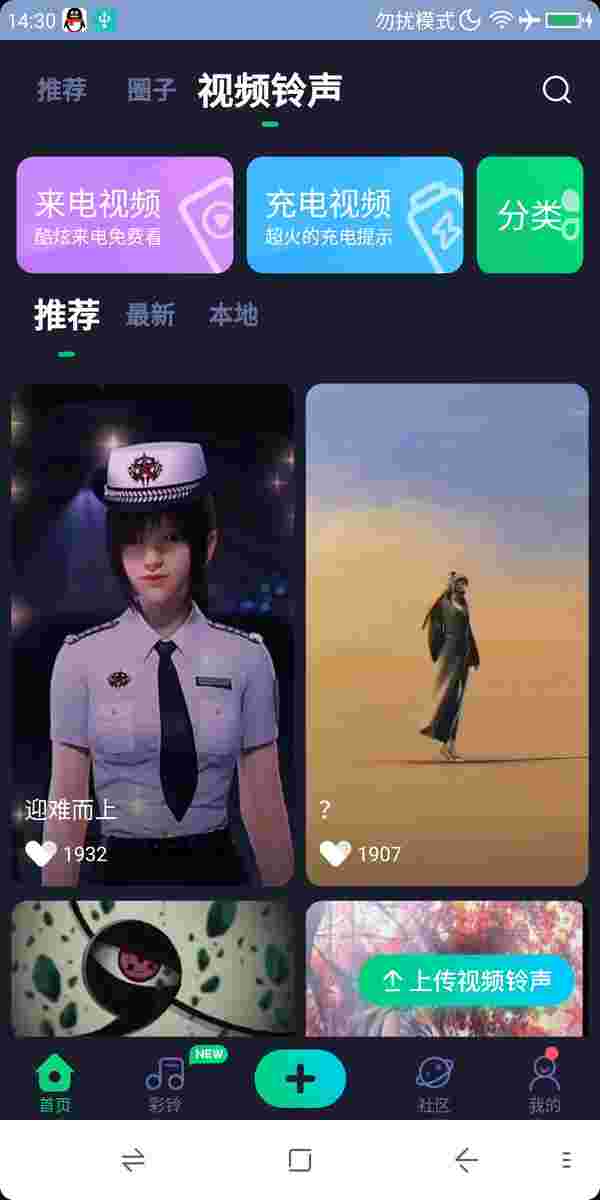 14:30 勿扰模式
推荐 圈子 视频铃声
来电视频 充电视频 分类
酷炫来电免费看 超火的充电提示
推荐 最新 本地
迎难而上 ?
1932 1907
上传视频铃声
NEW
首页 彩铃 社区 我的